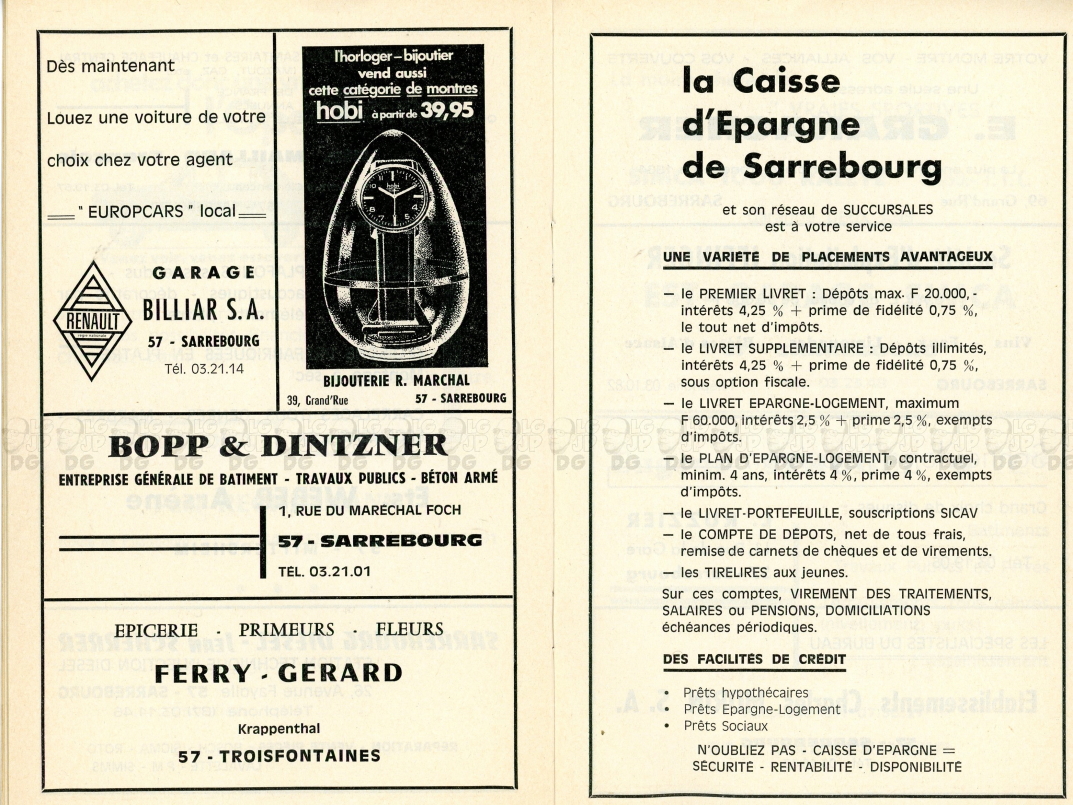 Dès maintenant
Louez une voiture de votre
choix chez votre agent
" EUROPCARS " local
RENAULT
GARAGE
BILLIAR S.A.
57 - SARREBOURG
Tél. 03.21.14
l'horloger-bijoutier
vend aussi
cette catégorie de montres
hobi à partir de 39,95
hobi
BIJOUTERIE R. MARCHAL
39, Grand'Rue 57 - SARREBOURG
BOPP & DINTZNER
ENTREPRISE GÉNÉRALE DE BATIMENT - TRAVAUX PUBLICS - BÉTON ARMÉ
1, RUE DU MARÉCHAL FOCH
57 - SARREBOURG
TEL. 03.21.01
EPICERIE - PRIMEURS - FLEURS
FERRY - GERARD
Krappenthal
57 - TROISFONTAINES
la Caisse
d'Epargne
de Sarrebourg
et son réseau de SUCCURSALES
est à votre service
UNE VARIÉTÉ DE PLACEMENTS AVANTAGEUX
— le PREMIER LIVRET : Dépôts max. F 20.000,-
intérêts 4,25 % + prime de fidélité 0,75 %,
le tout net d'impôts.
— le LIVRET SUPPLEMENTAIRE : Dépôts illimités,
intérêts 4,25 % + prime de fidélité 0,75 %,
sous option fiscale.
— le LIVRET EPARGNE-LOGEMENT, maximum
F 60.000, intérêts 2,5 % + prime 2,5 %, exempts
d'impôts.
— le PLAN D'EPARGNE-LOGEMENT, contractuel,
minim. 4 ans, intérêts 4 %, prime 4 %, exempts
d'impôts.
— le LIVRET-PORTEFEUILLE, souscriptions SICAV
— le COMPTE DE DEPOTS, net de tous frais,
remise de carnets de chèques et de virements.
— les TIRELIRES aux jeunes.
Sur ces comptes, VIREMENT DES TRAITEMENTS,
SALAIRES ou PENSIONS, DOMICILIATIONS
échéances périodiques.
DES FACILITÉS DE CRÉDIT
• Prêts hypothécaires
• Prêts Epargne-Logement
• Prêts Sociaux
N'OUBLIEZ PAS - CAISSE D'EPARGNE =
SÉCURITÉ - RENTABILITÉ - DISPONIBILITÉ